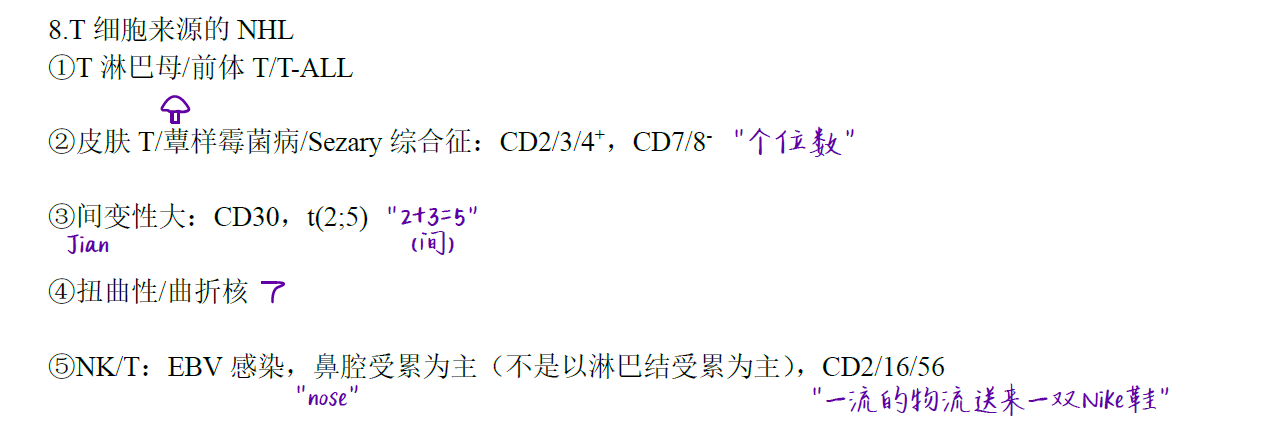 8.T 细胞来源的 NHL
①T 淋巴母/前体 T/T-ALL
②皮肤 T/蕈样霉菌病/Sezary 综合征：CD2/3/4⁺，CD7/8⁻ "个位数"
③间变性大：CD30，t(2;5) "2+3=5"
Jian (间)
④扭曲性/曲折核
⑤NK/T：EBV 感染，鼻腔受累为主（不是以淋巴结受累为主），CD2/16/56
"nose" "一流的物流送来一双Nike鞋"